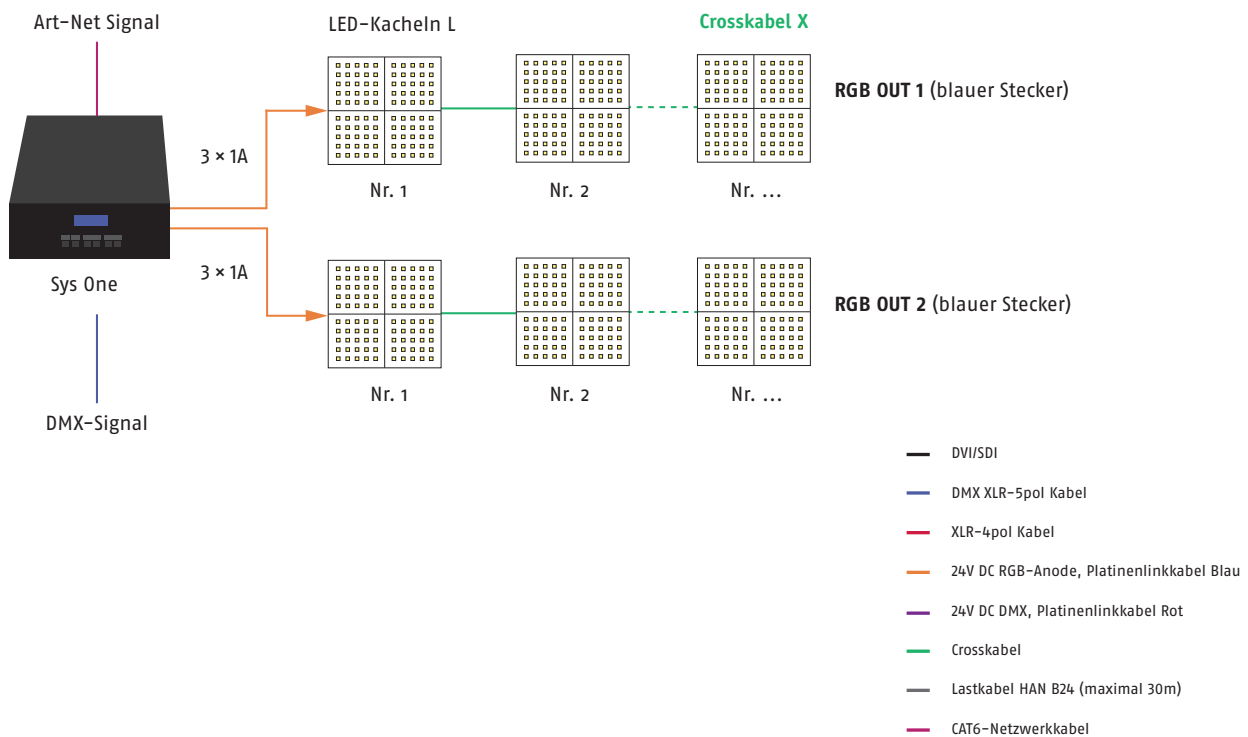 Art-Net Signal
LED-Kacheln L
Crosskabel X
RGB OUT 1 (blauer Stecker)
3 × 1A
Nr. 1
Nr. 2
Nr. ...
Sys One
3 × 1A
RGB OUT 2 (blauer Stecker)
Nr. 1
Nr. 2
Nr. ...
DMX-Signal
DVI/SDI
DMX XLR-5pol Kabel
XLR-4pol Kabel
24V DC RGB-Anode, Platinenlinkkabel Blau
24V DC DMX, Platinenlinkkabel Rot
Crosskabel
Lastkabel HAN B24 (maximal 30m)
CAT6-Netzwerkkabel